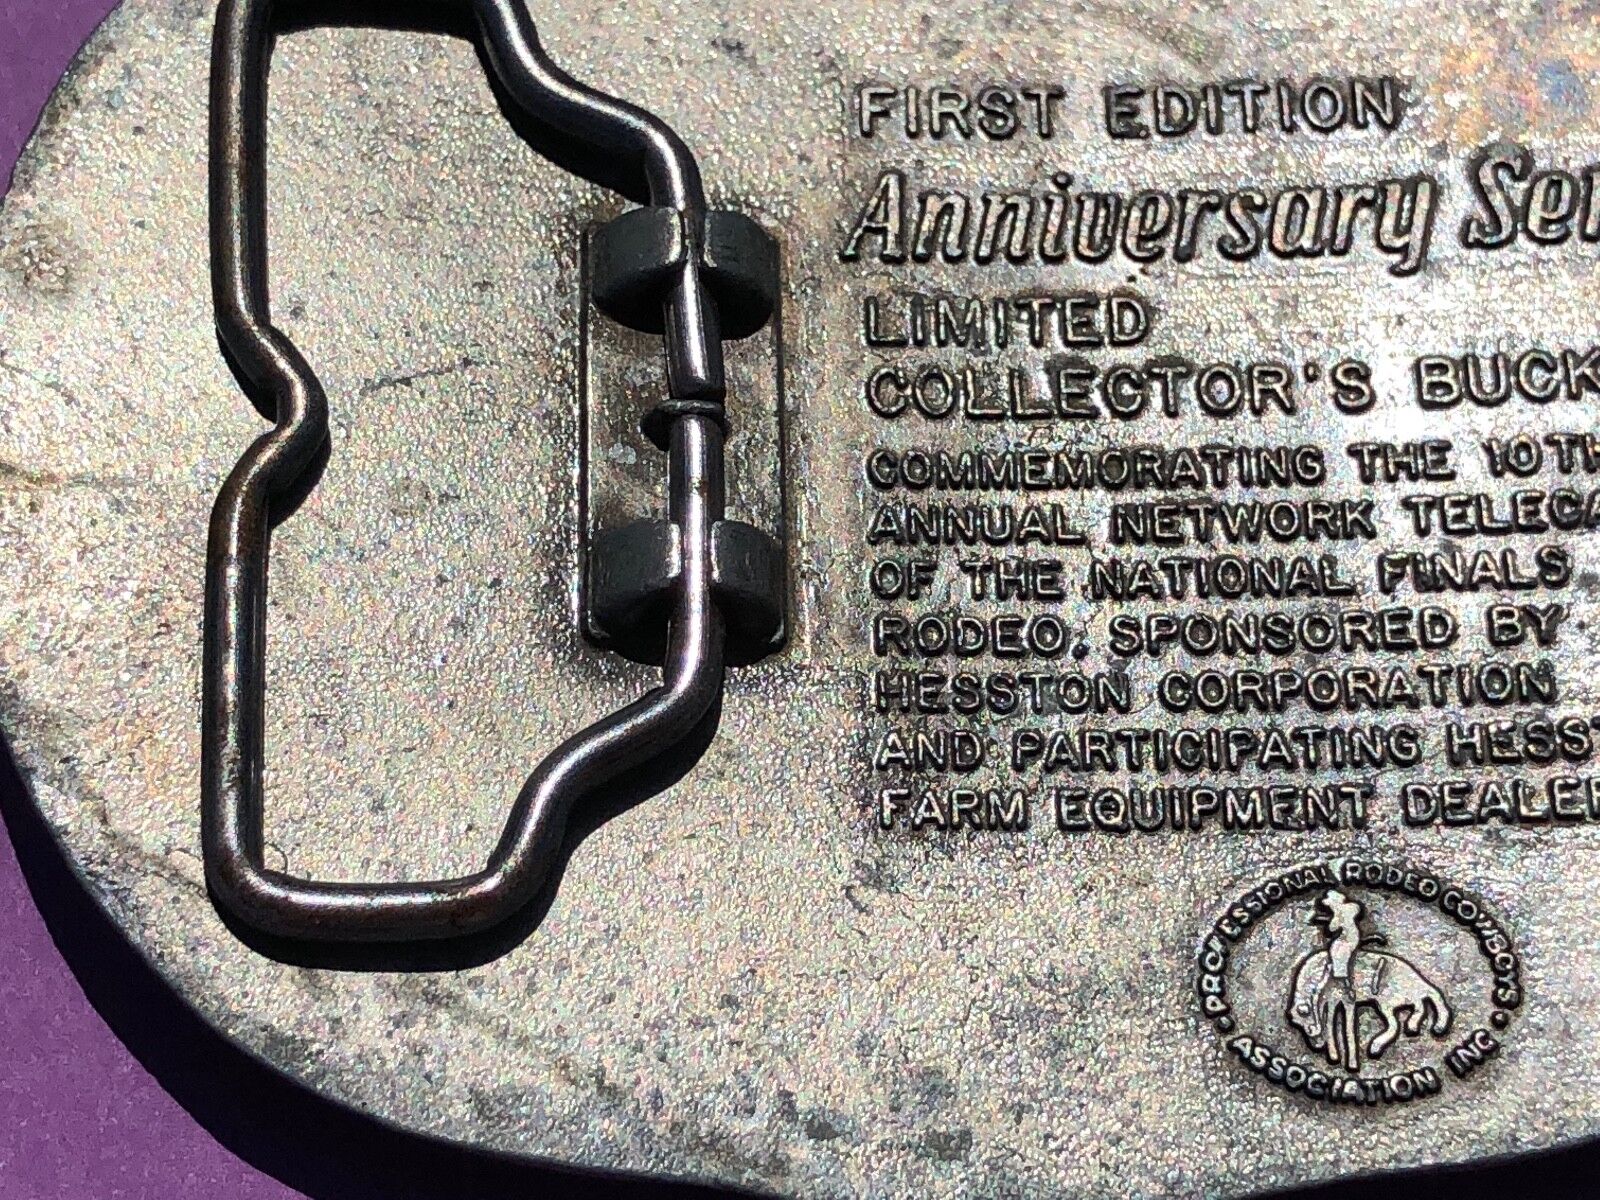 FIRST EDITION
Anniversary Ser
LIMITED
COLLECTOR'S BUCK
COMMEMORATING THE 10TH
ANNUAL NETWORK TELECA
OF THE NATIONAL FINALS
RODEO. SPONSORED BY
HESSTON CORPORATION
AND PARTICIPATING HESST
FARM EQUIPMENT DEALER
• PROFESSIONAL RODEO COWBOYS •
ASSOCIATION INC